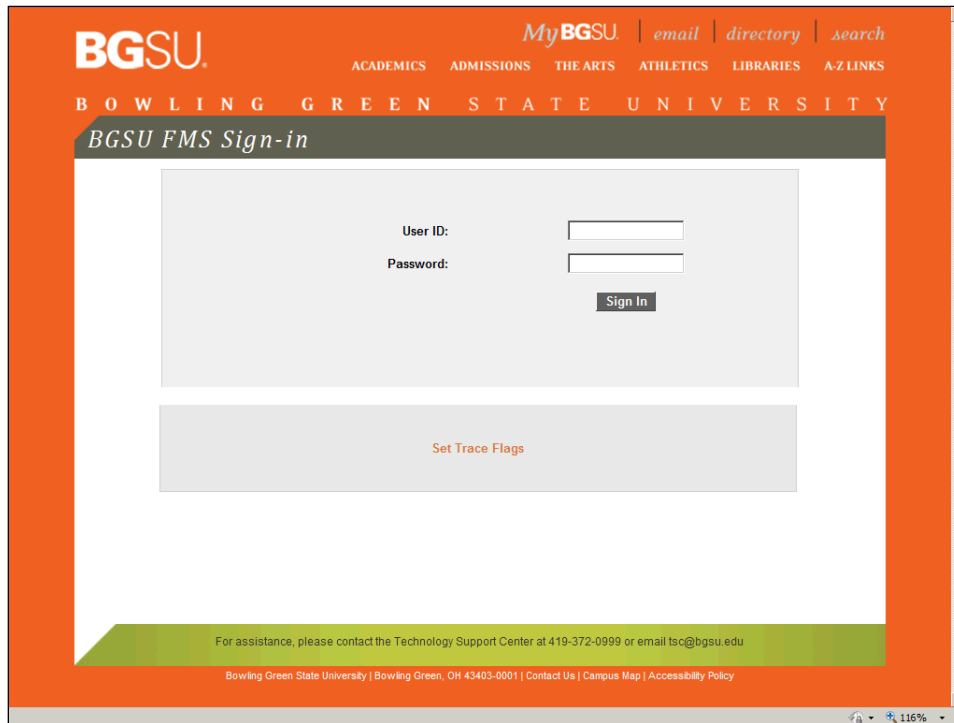 BGSU.
MyBGSU. | email | directory | search
ACADEMICS ADMISSIONS THE ARTS ATHLETICS LIBRARIES A-Z LINKS
BOWLING GREEN STATE UNIVERSITY
BGSU FMS Sign-in
User ID:
Password:
Sign In
Set Trace Flags
For assistance, please contact the Technology Support Center at 419-372-0999 or email tsc@bgsu.edu
Bowling Green State University | Bowling Green, OH 43403-0001 | Contact Us | Campus Map | Accessibility Policy
116%